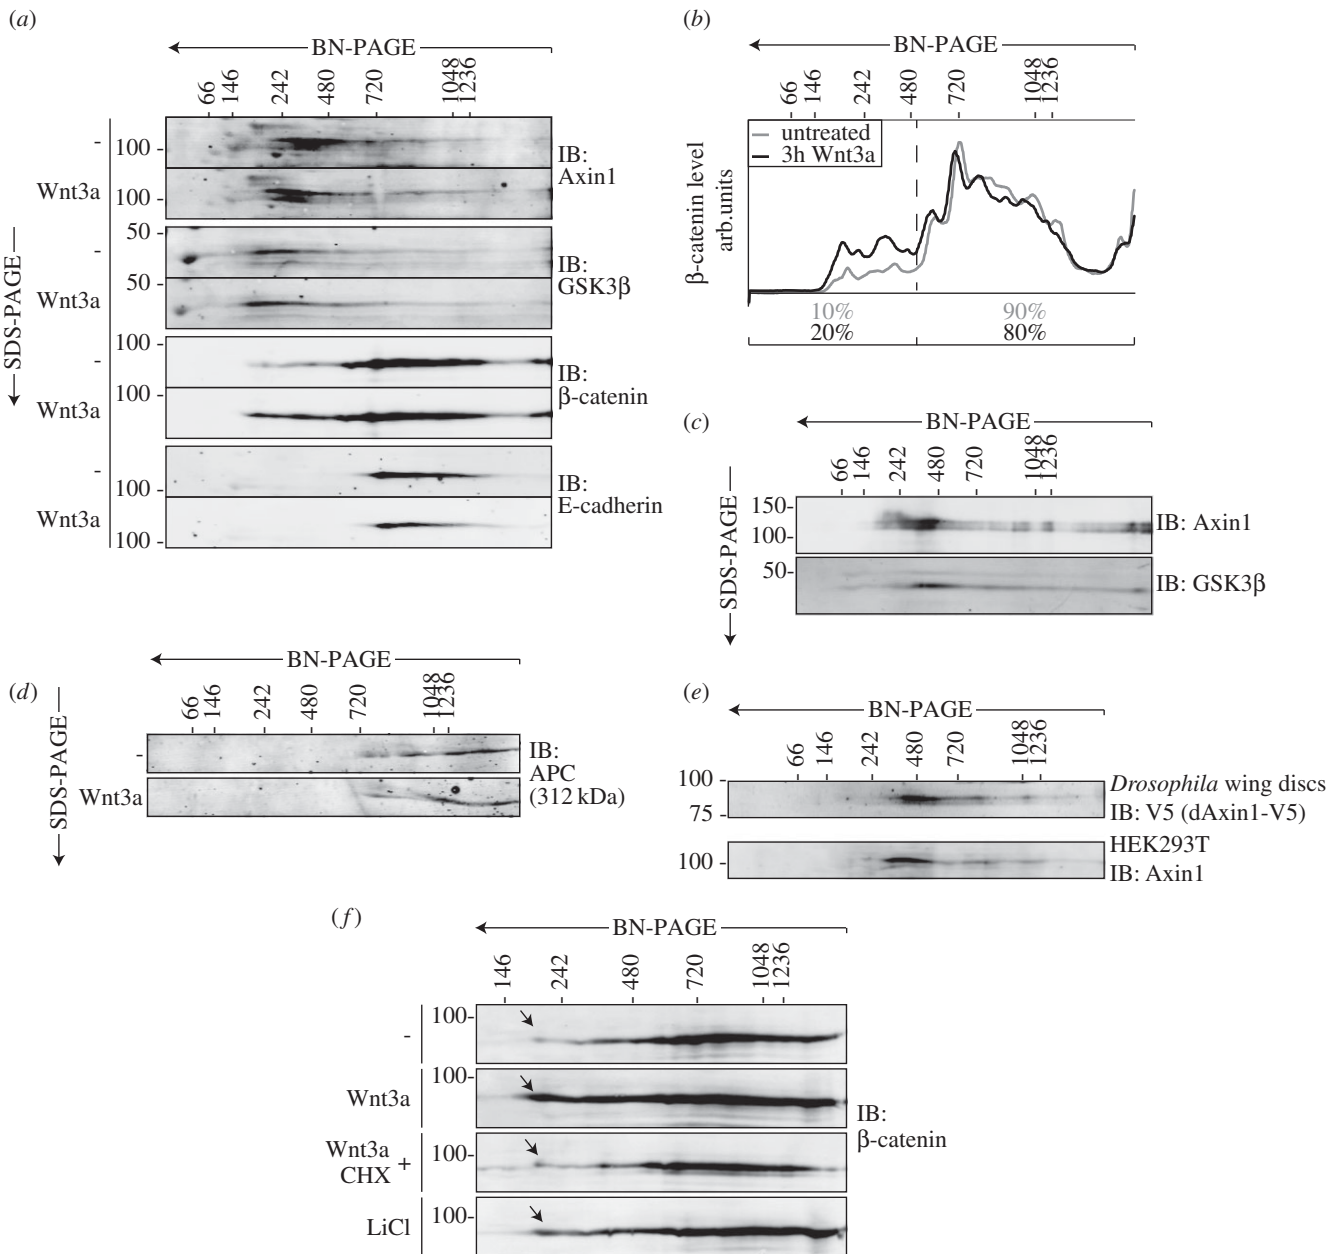 (a)
BN-PAGE
66 146 242 480 720 1048 1236
SDS-PAGE
- 100 -
IB:
Axin1
Wnt3a 100 -
50 -
-
IB:
GSK3β
50 -
Wnt3a
100 -
-
IB:
β-catenin
100 -
Wnt3a
-
100 -
IB:
E-cadherin
Wnt3a
100 -
(b)
BN-PAGE
66 146 242 480 720 1048 1236
untreated
3h Wnt3a
β-catenin level
arb.units
10% 90%
20% 80%
(c)
BN-PAGE
66 146 242 480 720 1048 1236
SDS-PAGE
150-
100-
IB: Axin1
50-
IB: GSK3β
(d)
BN-PAGE
66 146 242 480 720 1048 1236
SDS-PAGE
-
Wnt3a
IB:
APC
(312 kDa)
(e)
BN-PAGE
66 146 242 480 720 1048 1236
100 -
75 -
Drosophila wing discs
IB: V5 (dAxin1-V5)
100 -
HEK293T
IB: Axin1
(f)
BN-PAGE
146 242 480 720 1048 1236
100-
-
100-
Wnt3a
IB:
β-catenin
Wnt3a +
CHX
100-
100-
LiCl